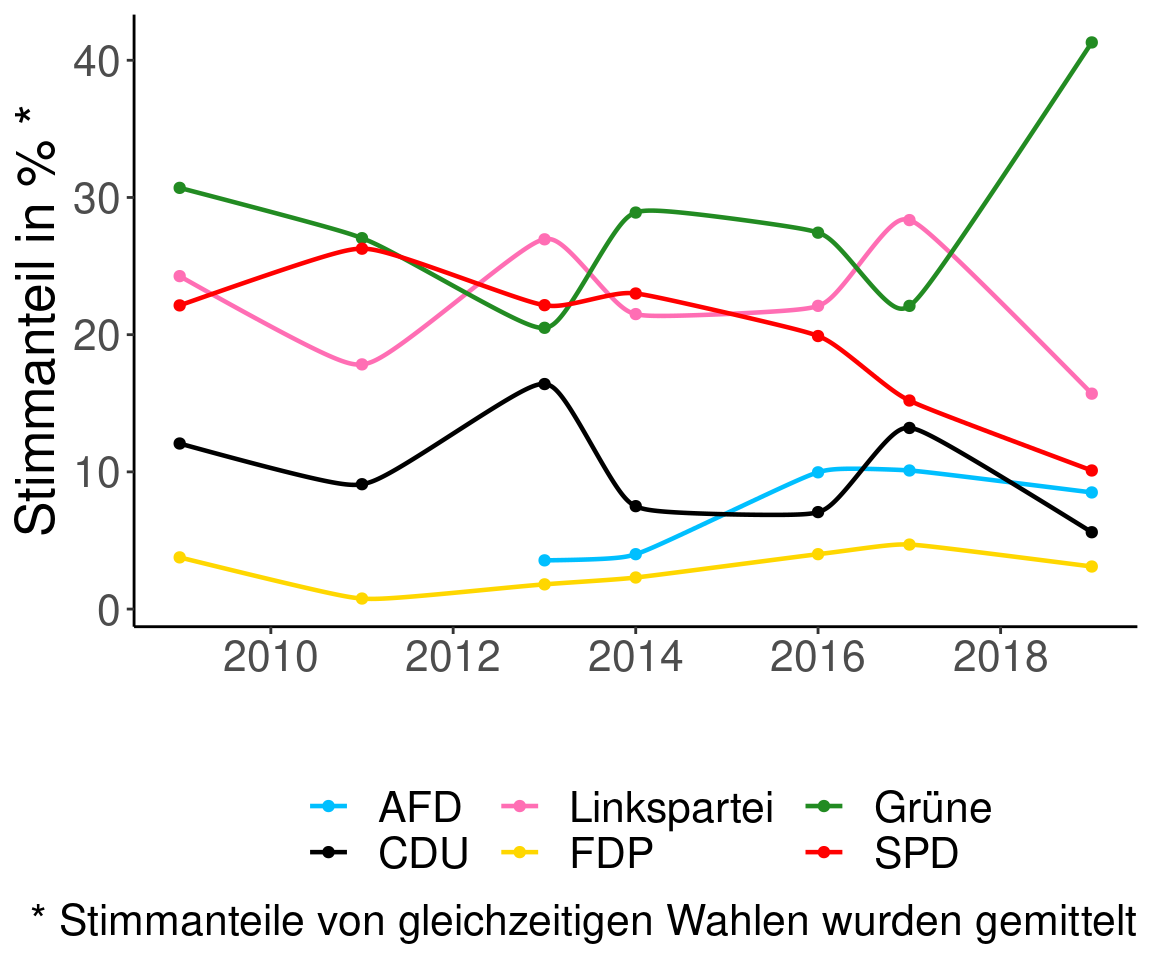 Stimmanteil in % *
40
30
20
10
0
2010 2012 2014 2016 2018
AFD Linkspartei Grüne
CDU FDP SPD
* Stimmanteile von gleichzeitigen Wahlen wurden gemittelt